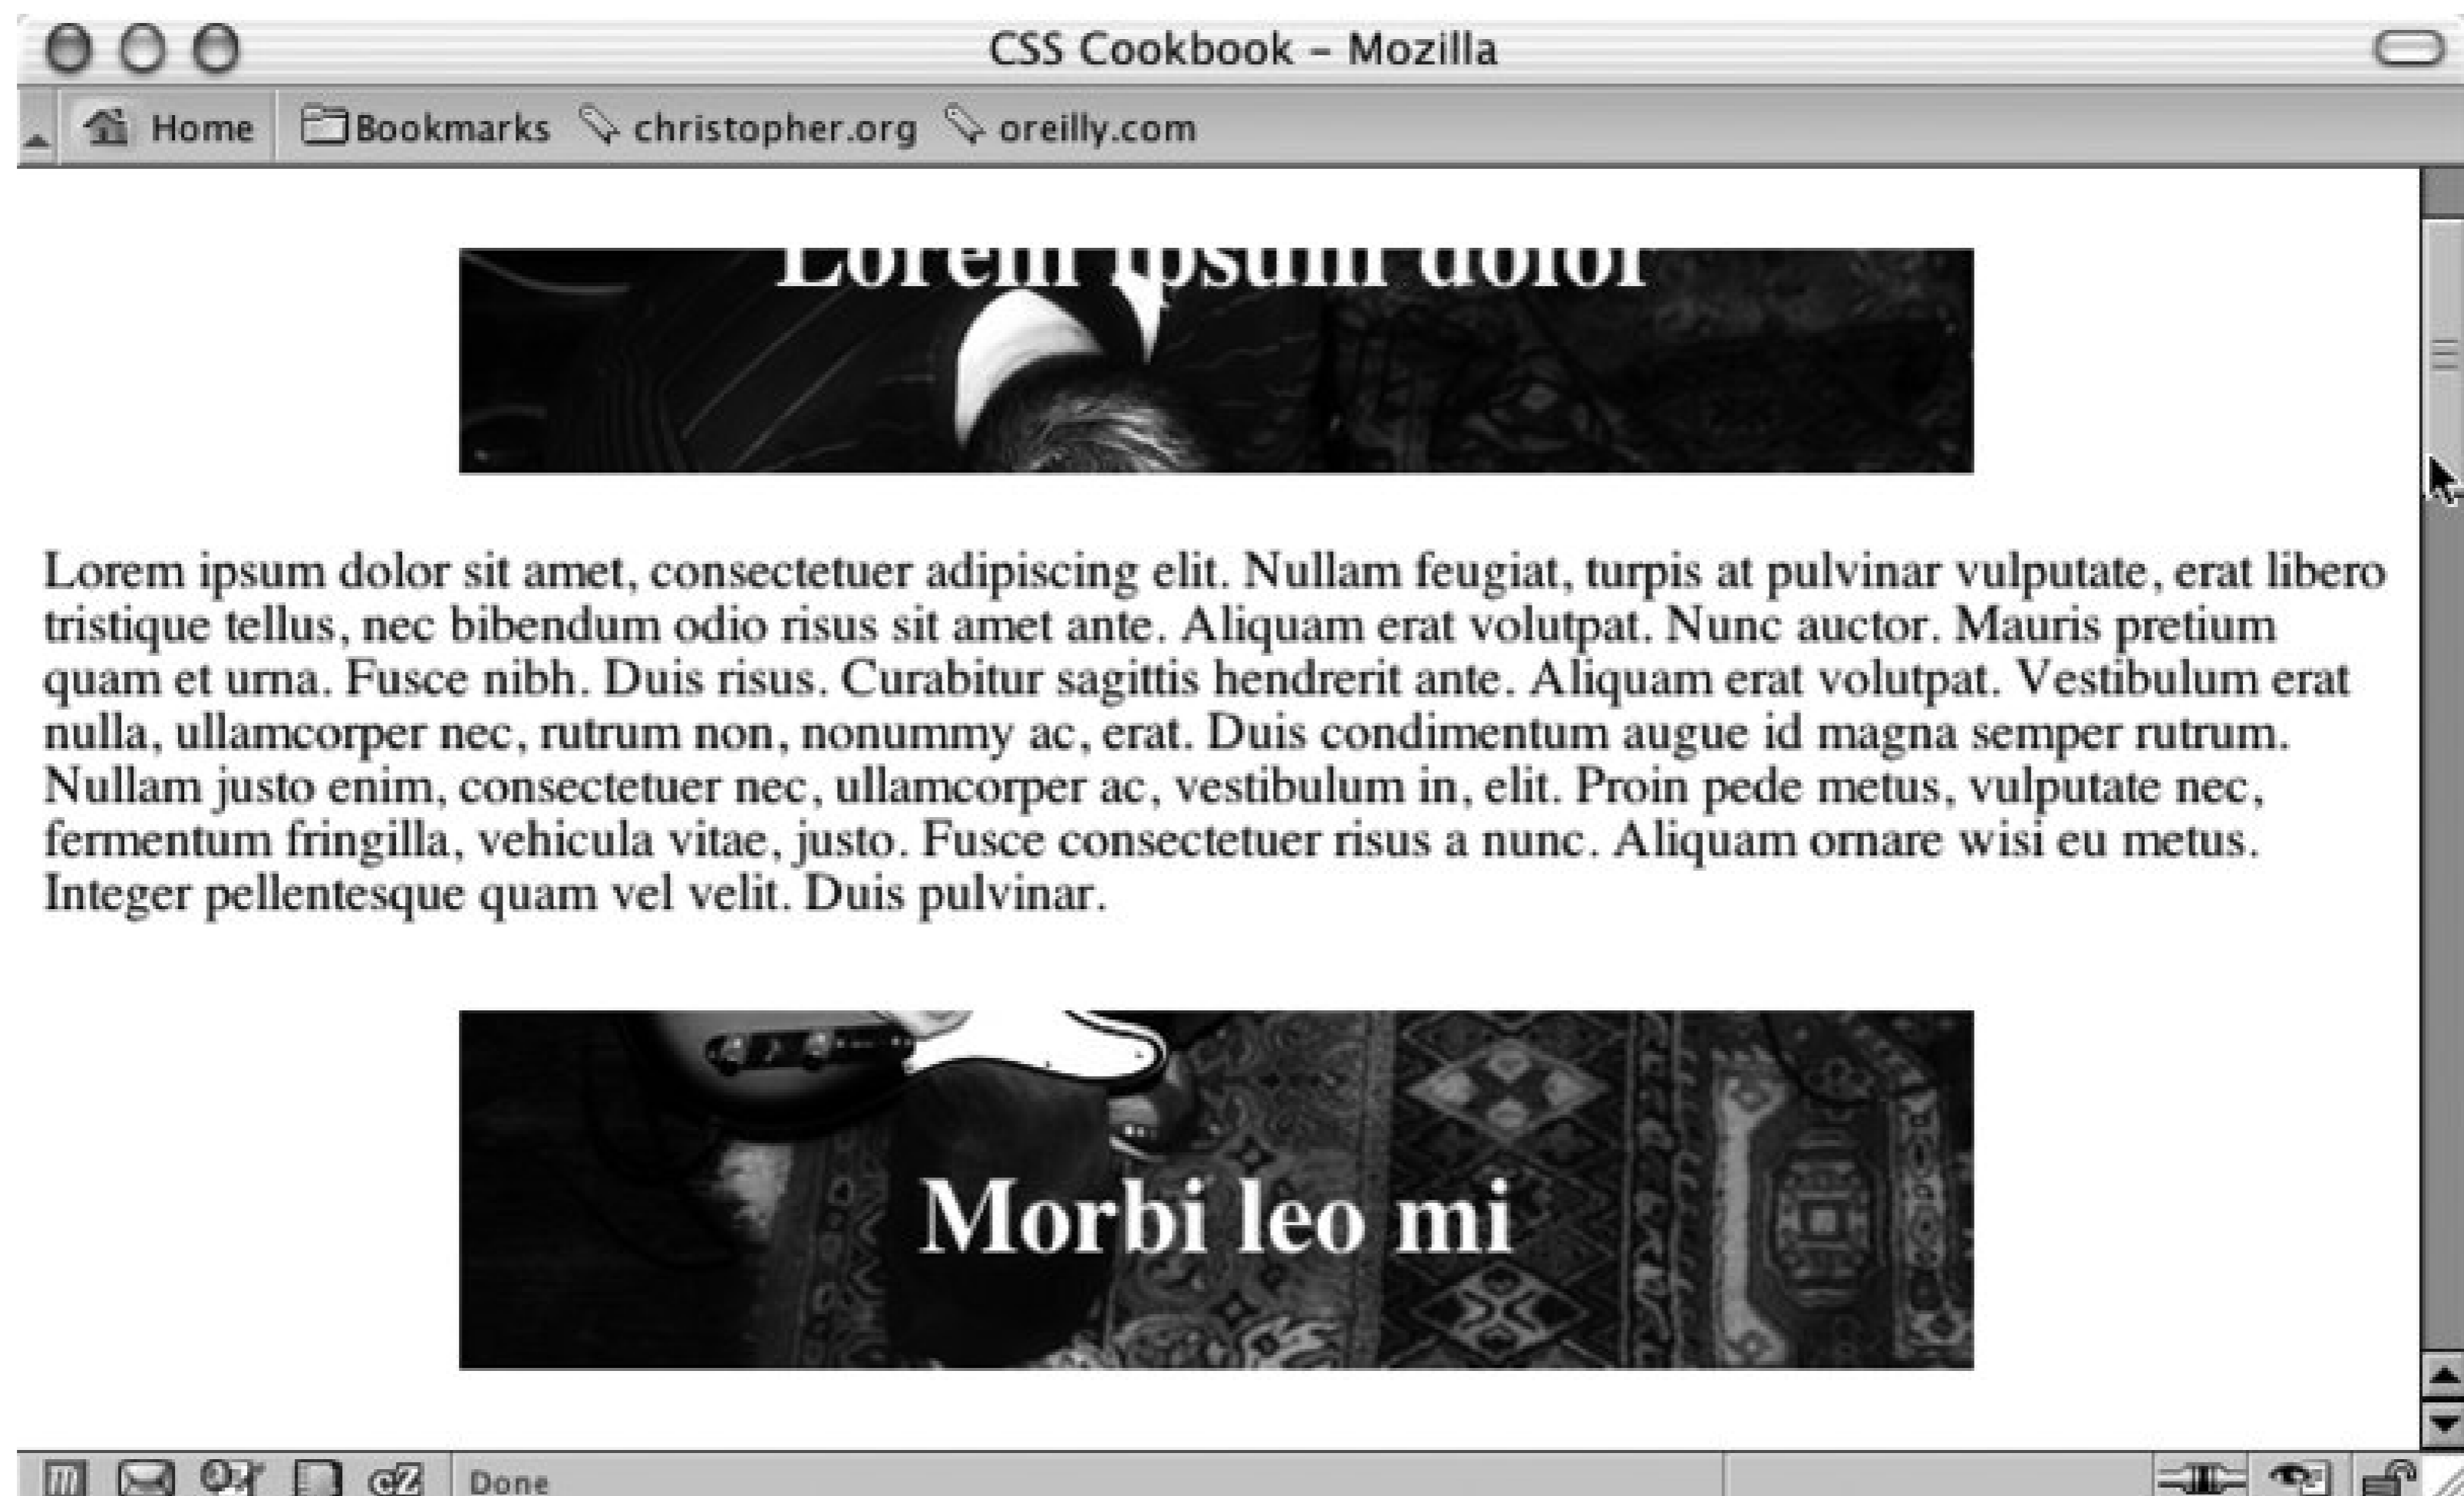 CSS Cookbook – Mozilla
Home Bookmarks christopher.org oreilly.com
Lorem ipsum dolor
Lorem ipsum dolor sit amet, consectetuer adipiscing elit. Nullam feugiat, turpis at pulvinar vulputate, erat libero
tristique tellus, nec bibendum odio risus sit amet ante. Aliquam erat volutpat. Nunc auctor. Mauris pretium
quam et urna. Fusce nibh. Duis risus. Curabitur sagittis hendrerit ante. Aliquam erat volutpat. Vestibulum erat
nulla, ullamcorper nec, rutrum non, nonummy ac, erat. Duis condimentum augue id magna semper rutrum.
Nullam justo enim, consectetuer nec, ullamcorper ac, vestibulum in, elit. Proin pede metus, vulputate nec,
fermentum fringilla, vehicula vitae, justo. Fusce consectetuer risus a nunc. Aliquam ornare wisi eu metus.
Integer pellentesque quam vel velit. Duis pulvinar.
Morbi leo mi
m cZ Done